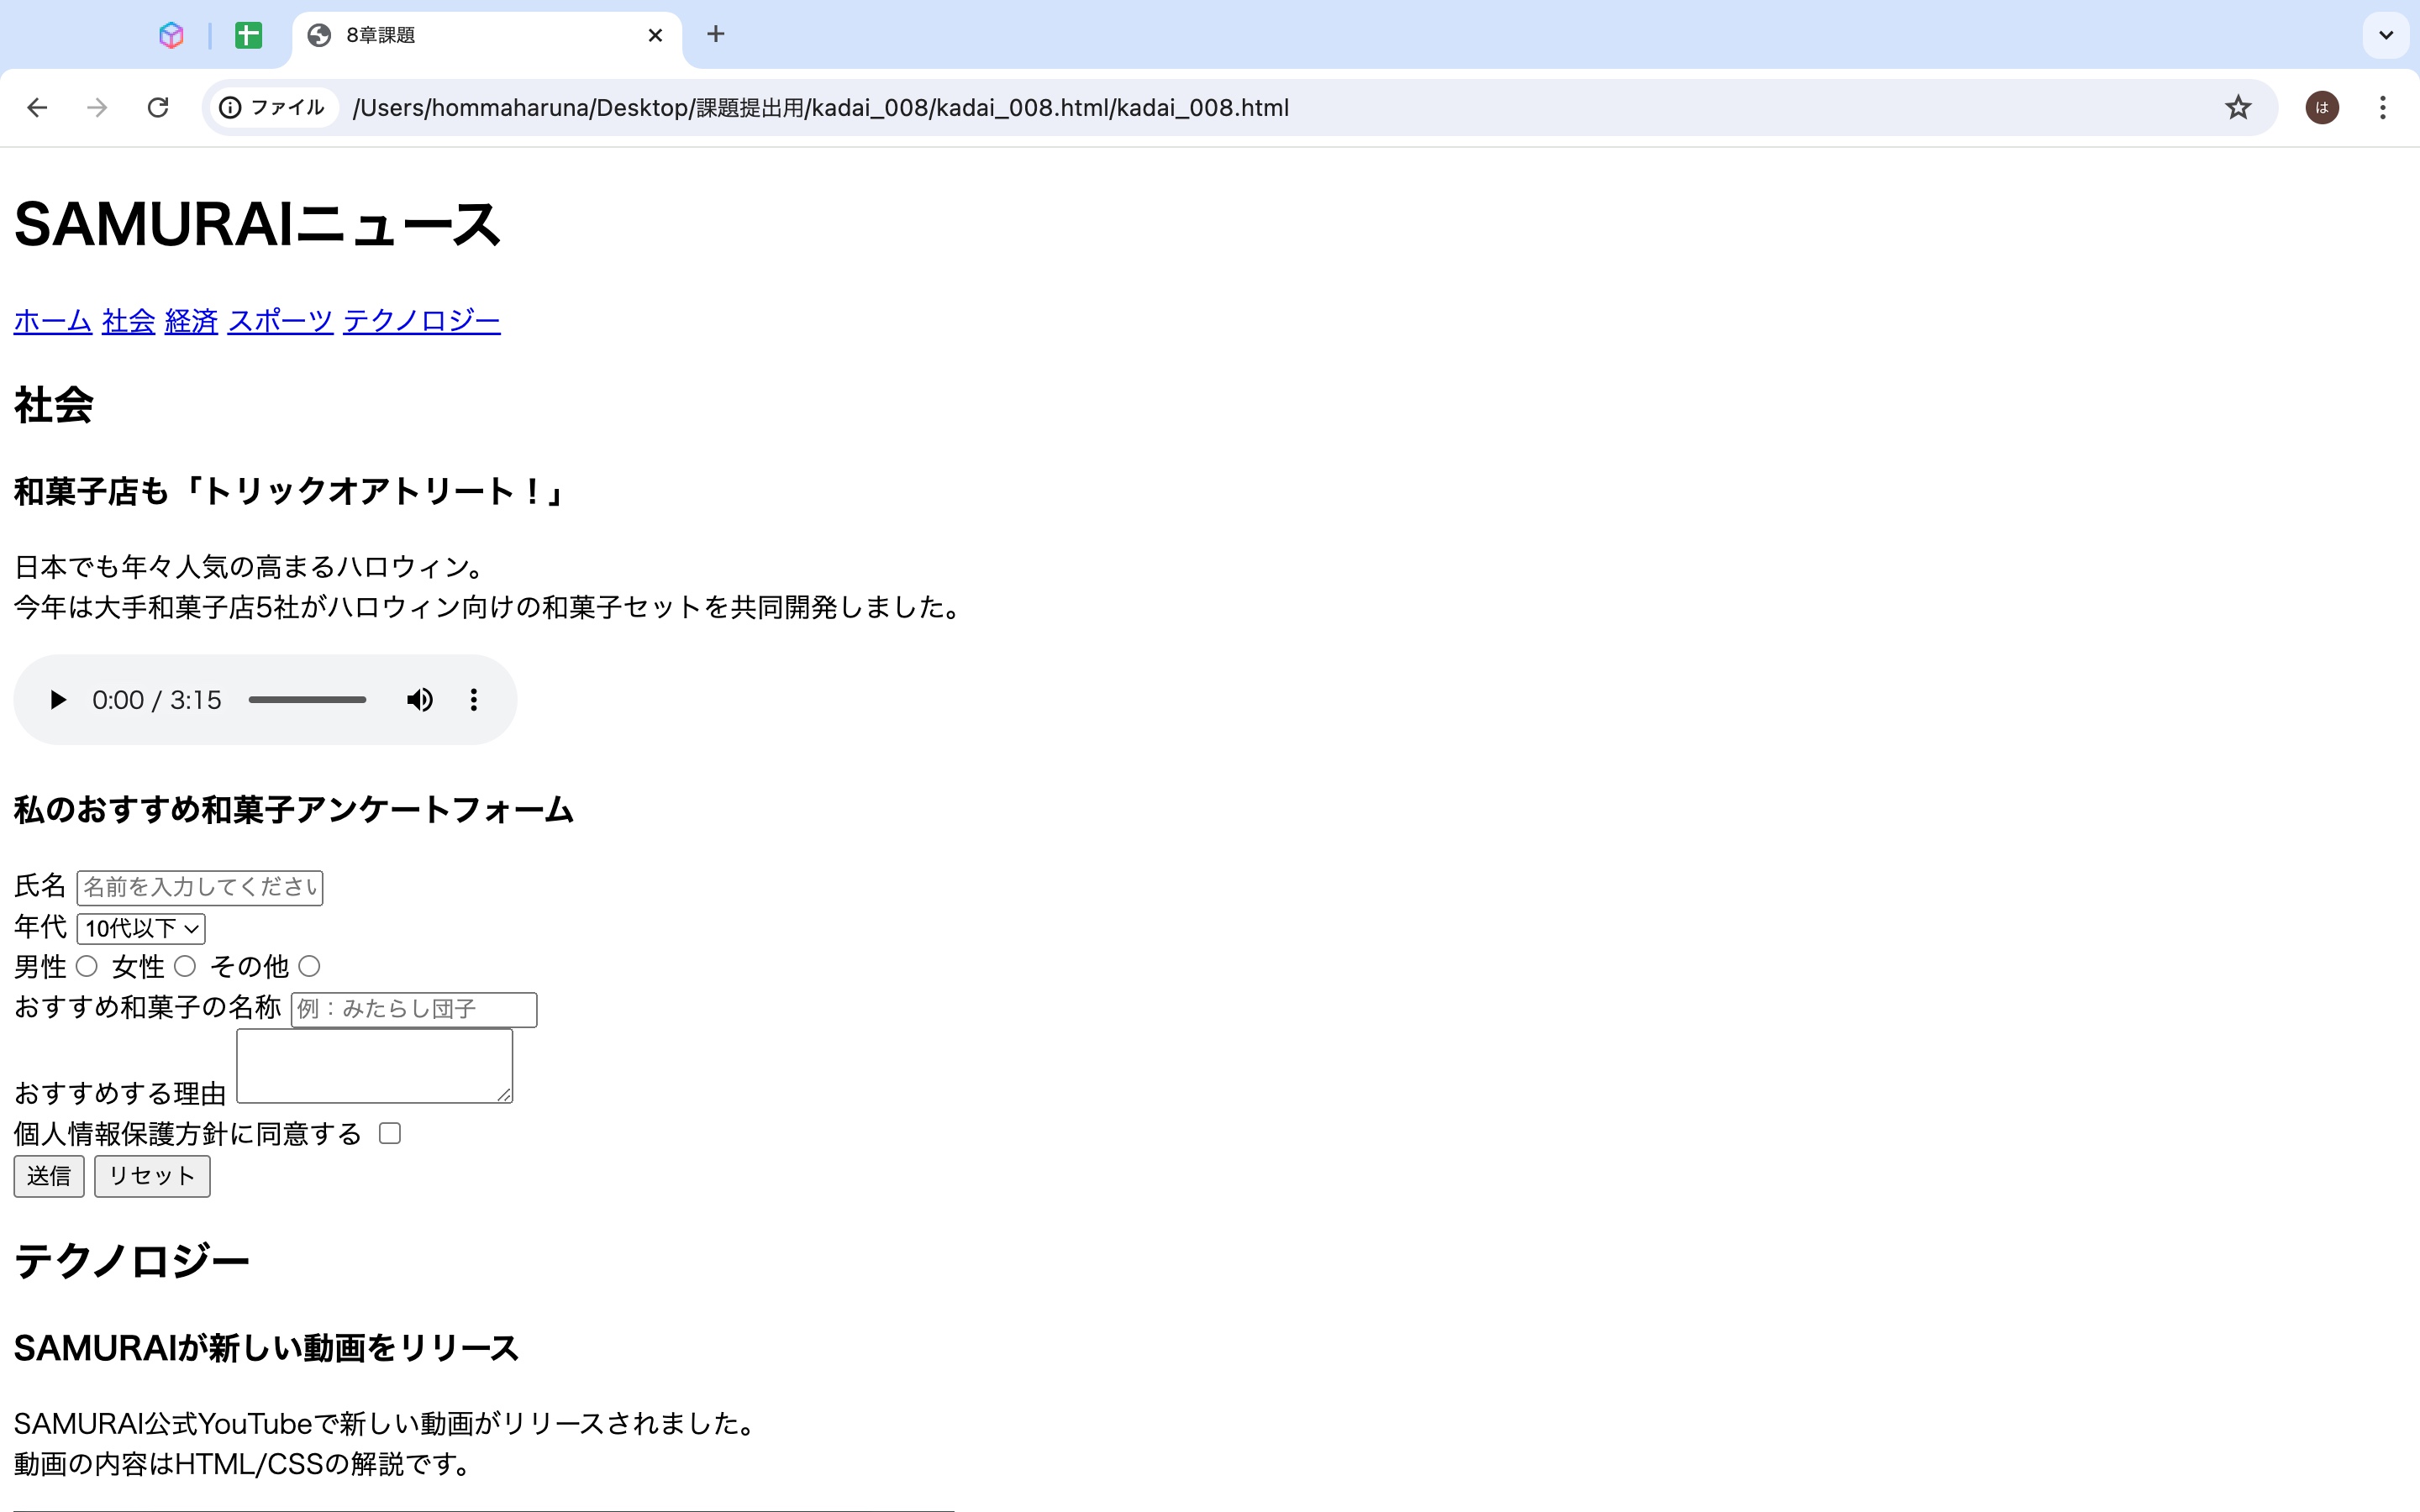 8章課題
ファイル /Users/hommaharuna/Desktop/課題提出用/kadai_008/kadai_008.html/kadai_008.html
は
SAMURAIニュース
ホーム 社会 経済 スポーツ テクノロジー
社会
和菓子店も「トリックオアトリート！」
日本でも年々人気の高まるハロウィン。
今年は大手和菓子店5社がハロウィン向けの和菓子セットを共同開発しました。
0:00 / 3:15
私のおすすめ和菓子アンケートフォーム
氏名 名前を入力してください
年代 10代以下
男性 女性 その他
おすすめ和菓子の名称 例：みたらし団子
おすすめする理由
個人情報保護方針に同意する
送信 リセット
テクノロジー
SAMURAIが新しい動画をリリース
SAMURAI公式YouTubeで新しい動画がリリースされました。
動画の内容はHTML/CSSの解説です。